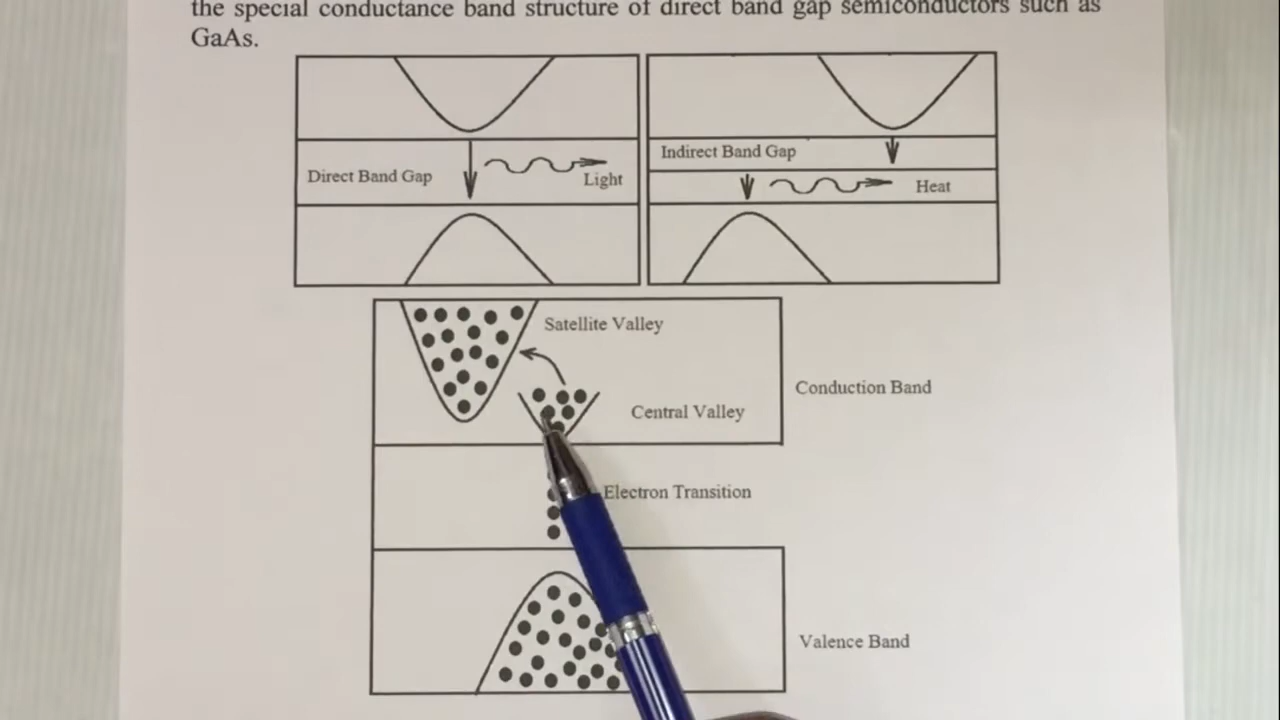 the special conductance band structure of direct band gap semiconductors such as
GaAs.
Direct Band Gap
Light
Indirect Band Gap
Heat
Satellite Valley
Central Valley
Conduction Band
Electron Transition
Valence Band